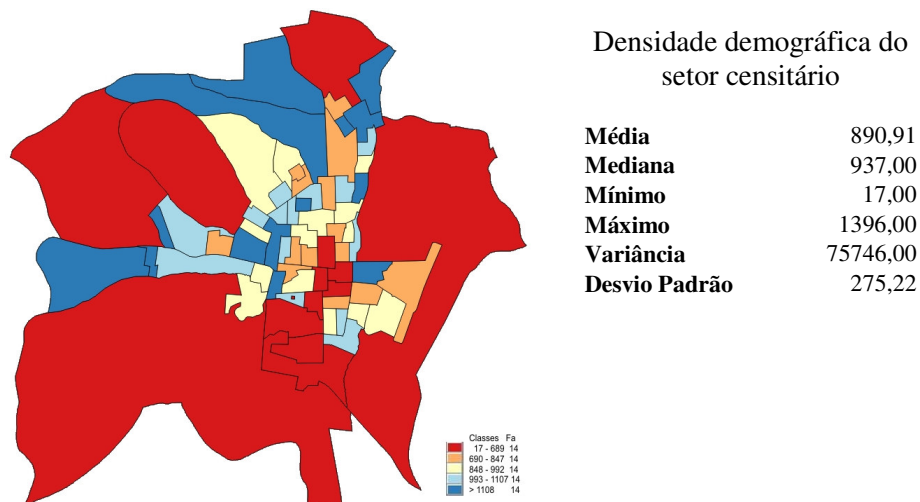 Densidade demográfica do
setor censitário
Média 890,91
Mediana 937,00
Mínimo 17,00
Máximo 1396,00
Variância 75746,00
Desvio Padrão 275,22
Classes Fa
17 - 689 14
690 - 847 14
848 - 992 14
993 - 1107 14
> 1108 14